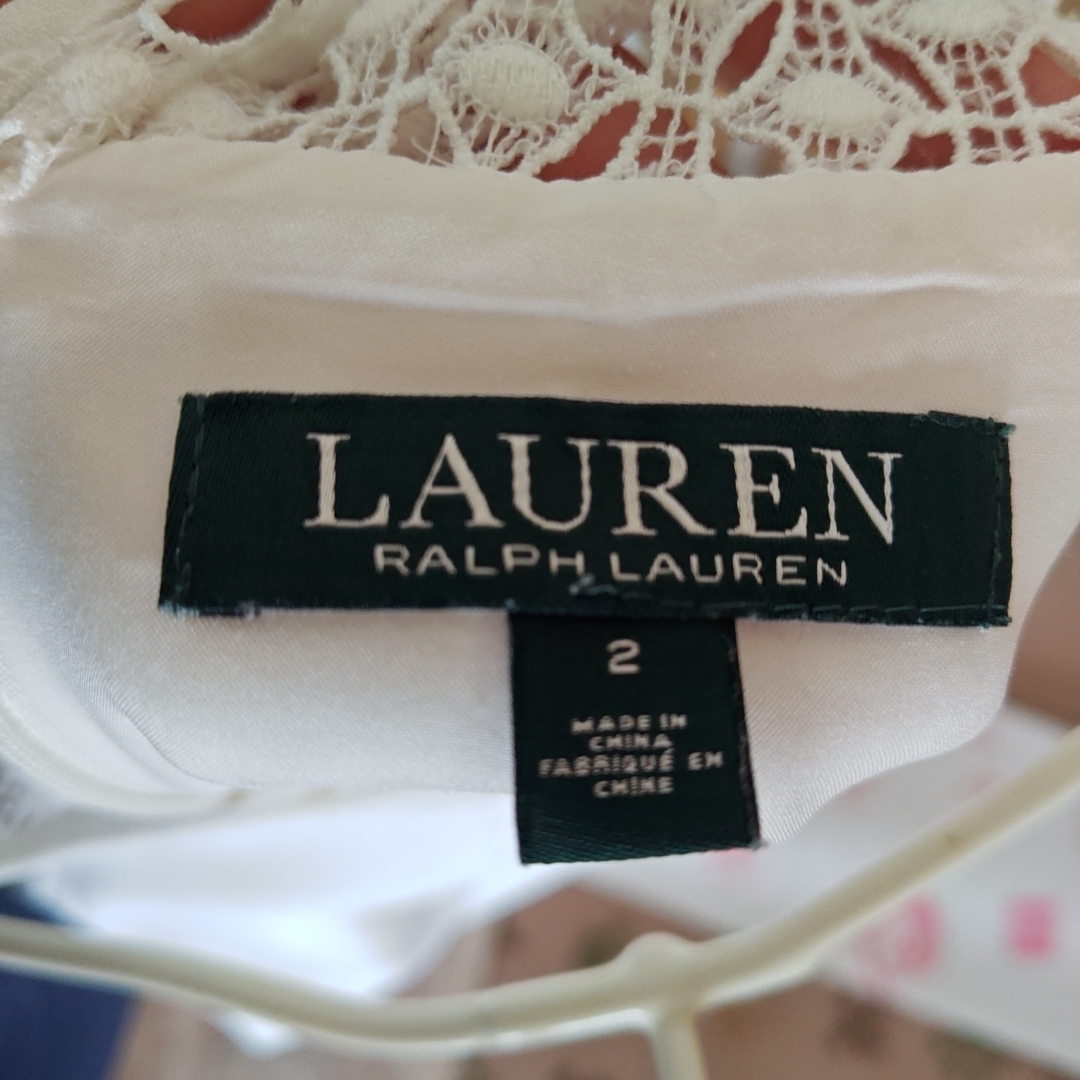 LAUREN
RALPH LAUREN
2
MADE IN
CHINA
FABRIQUÉ EN
CHINE